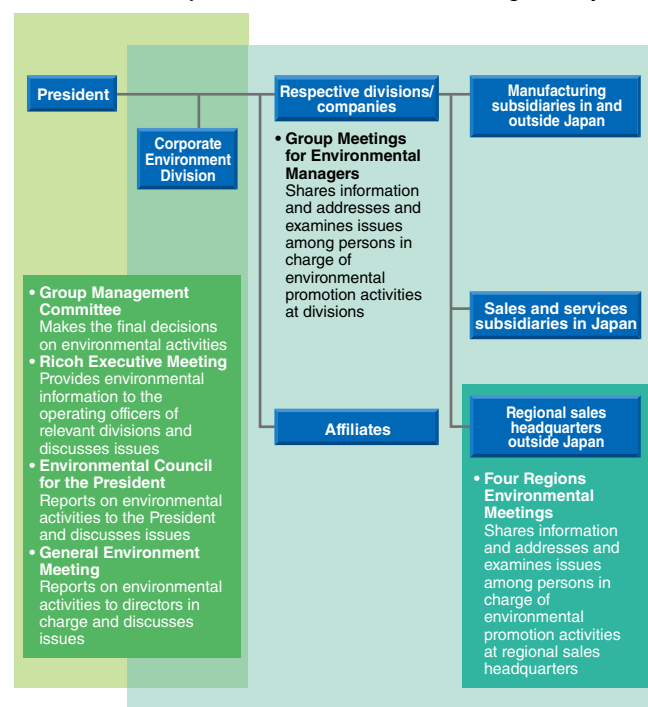 President
Corporate
Environment
Division
Respective divisions/
companies
• Group Meetings
for Environmental
Managers
Shares information
and addresses and
examines issues
among persons in
charge of
environmental
promotion activities
at divisions
Affiliates
Manufacturing
subsidiaries in and
outside Japan
Sales and services
subsidiaries in Japan
Regional sales
headquarters
outside Japan
• Four Regions
Environmental
Meetings
Shares information
and addresses and
examines issues
among persons in
charge of
environmental
promotion activities
at regional sales
headquarters
• Group Management
Committee
Makes the final decisions
on environmental activities
• Ricoh Executive Meeting
Provides environmental
information to the
operating officers of
relevant divisions and
discusses issues
• Environmental Council
for the President
Reports on environmental
activities to the President
and discusses issues
• General Environment
Meeting
Reports on environmental
activities to directors in
charge and discusses
issues